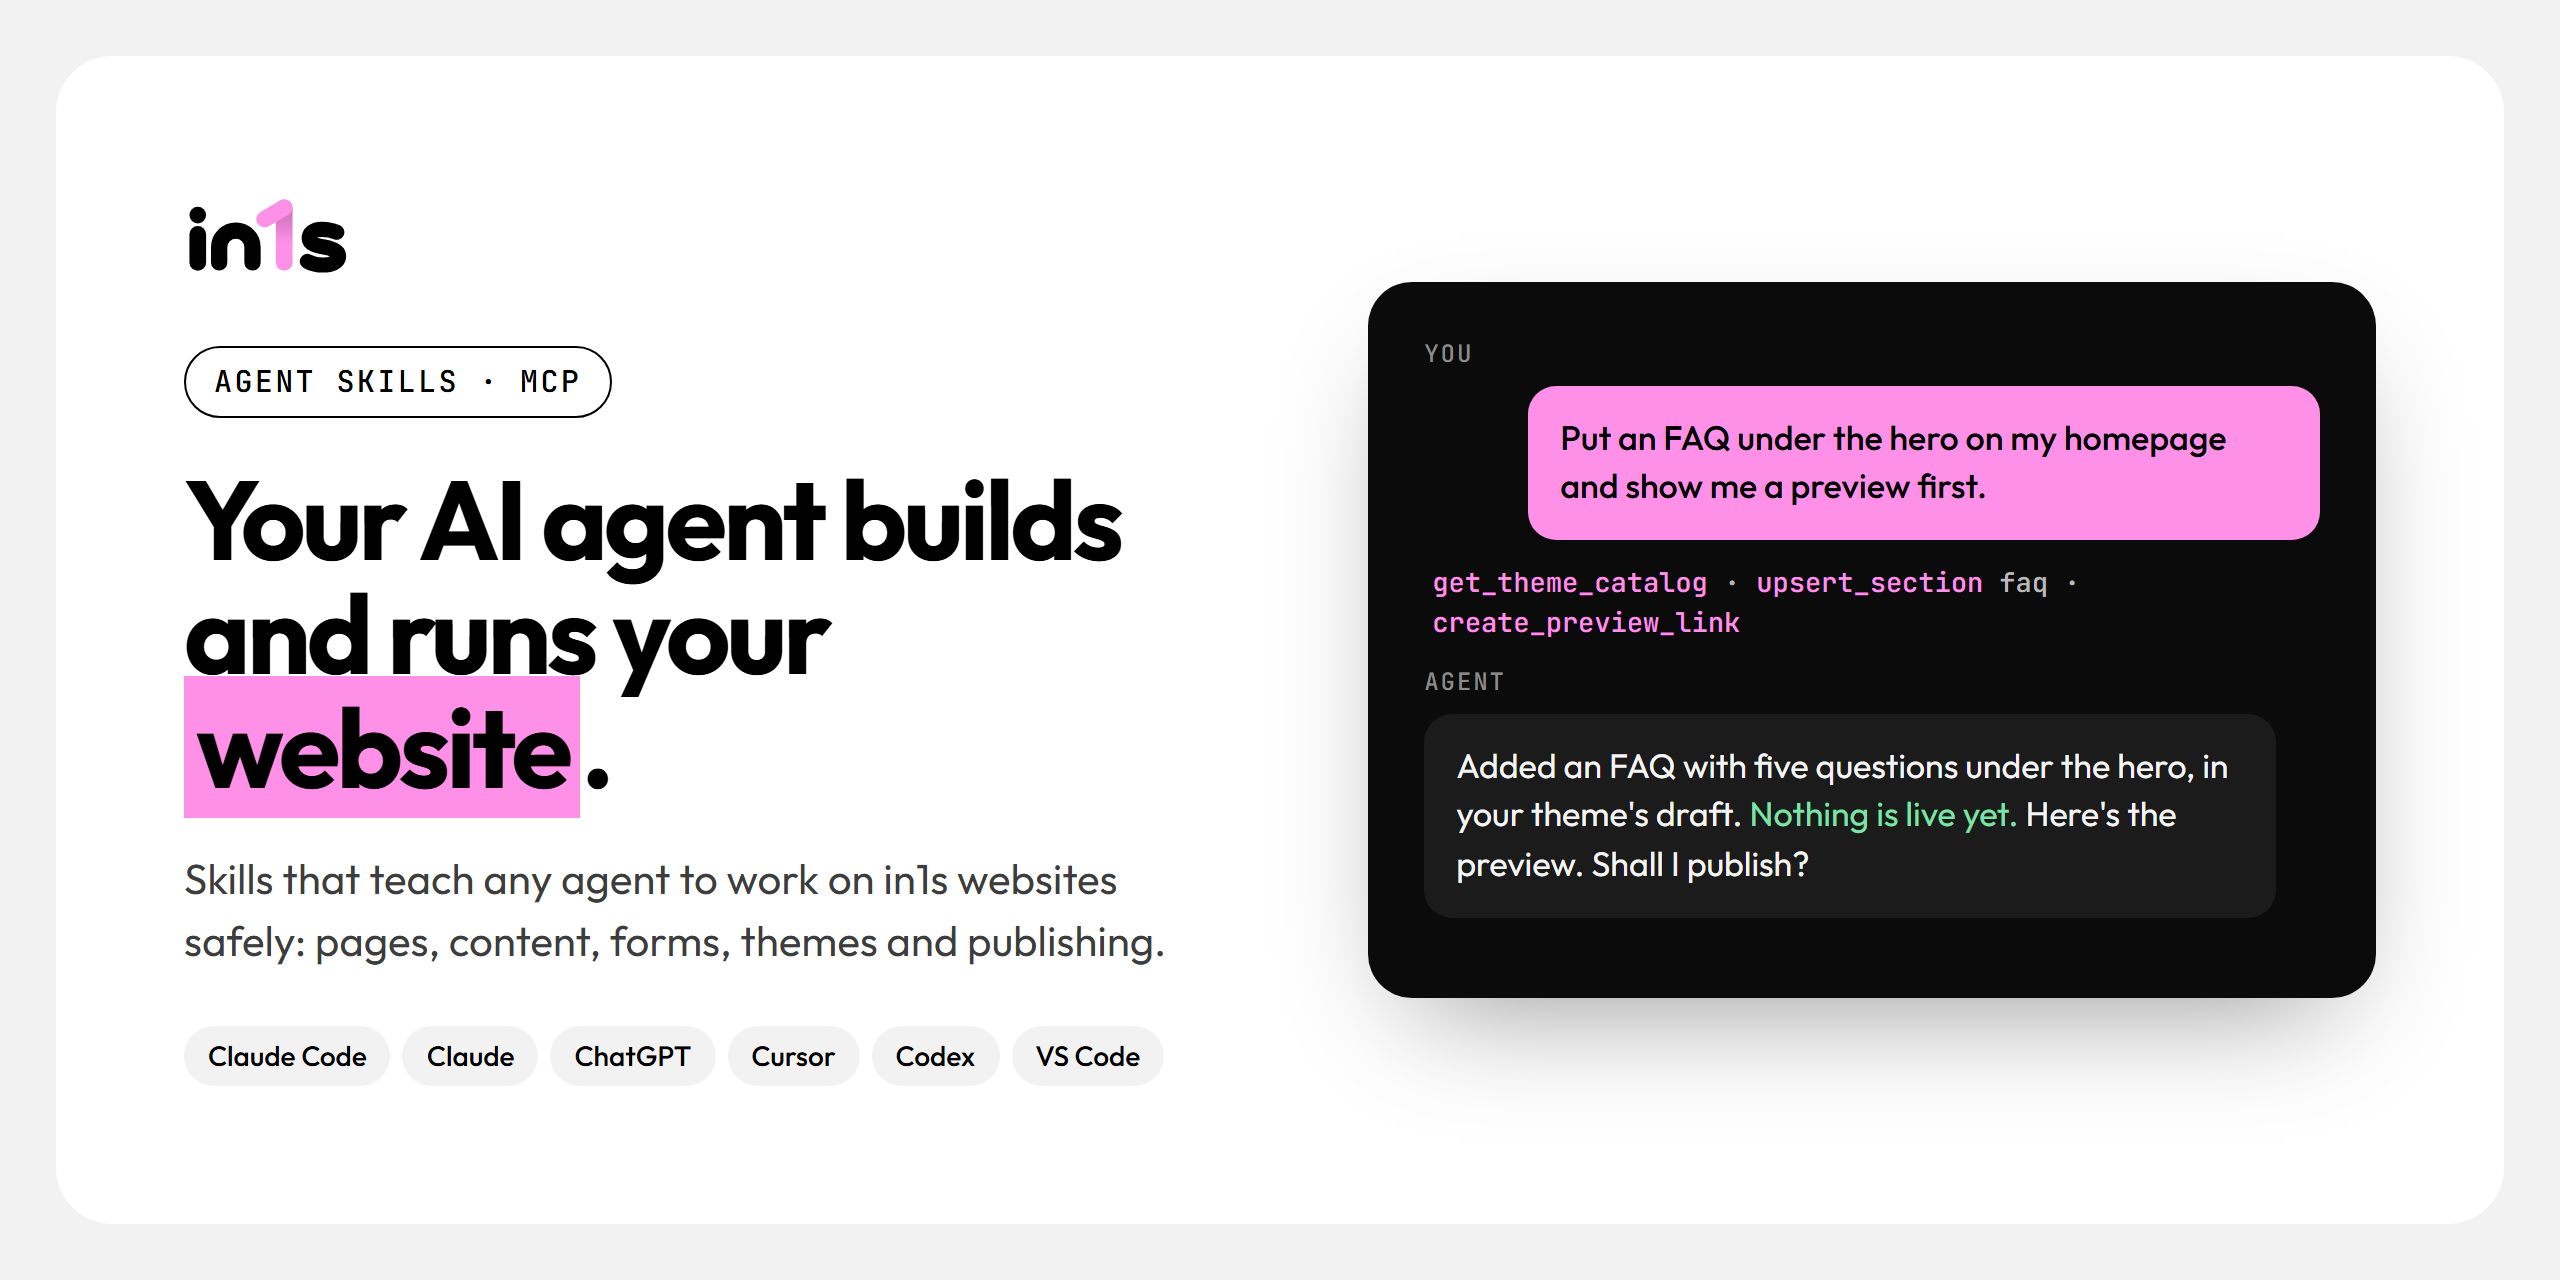 in1s
AGENT SKILLS · MCP
Your AI agent builds
and runs your
website.
Skills that teach any agent to work on in1s websites
safely: pages, content, forms, themes and publishing.
Claude Code Claude ChatGPT Cursor Codex VS Code
YOU
Put an FAQ under the hero on my homepage
and show me a preview first.
get_theme_catalog · upsert_section faq ·
create_preview_link
AGENT
Added an FAQ with five questions under the hero, in
your theme's draft. Nothing is live yet. Here's the
preview. Shall I publish?